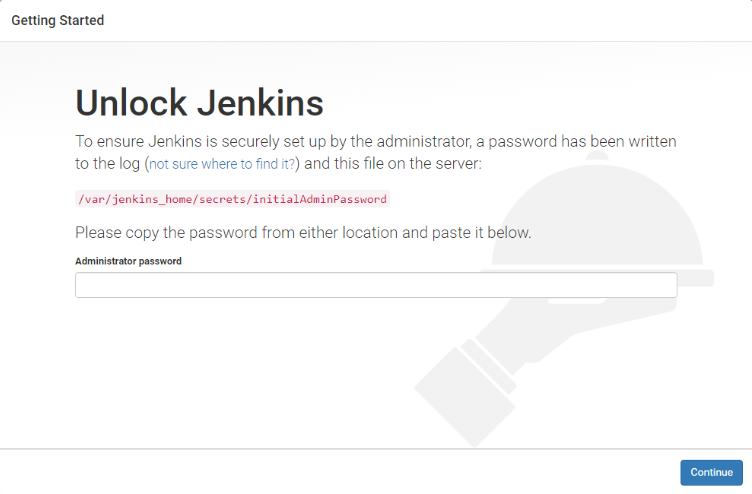 Getting Started
Unlock Jenkins
To ensure Jenkins is securely set up by the administrator, a password has been written
to the log (not sure where to find it?) and this file on the server:
/var/jenkins_home/secrets/initialAdminPassword
Please copy the password from either location and paste it below.
Administrator password
Continue